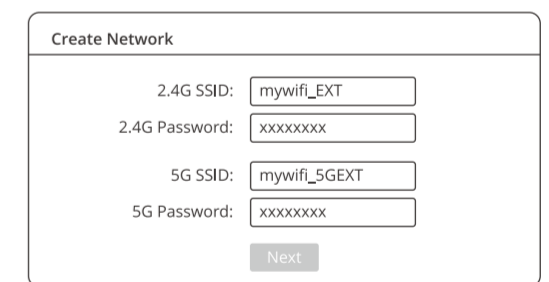 Create Network
2.4G SSID: mywifi_EXT
2.4G Password: xxxxxxxx
5G SSID: mywifi_5GEXT
5G Password: xxxxxxxx
Next